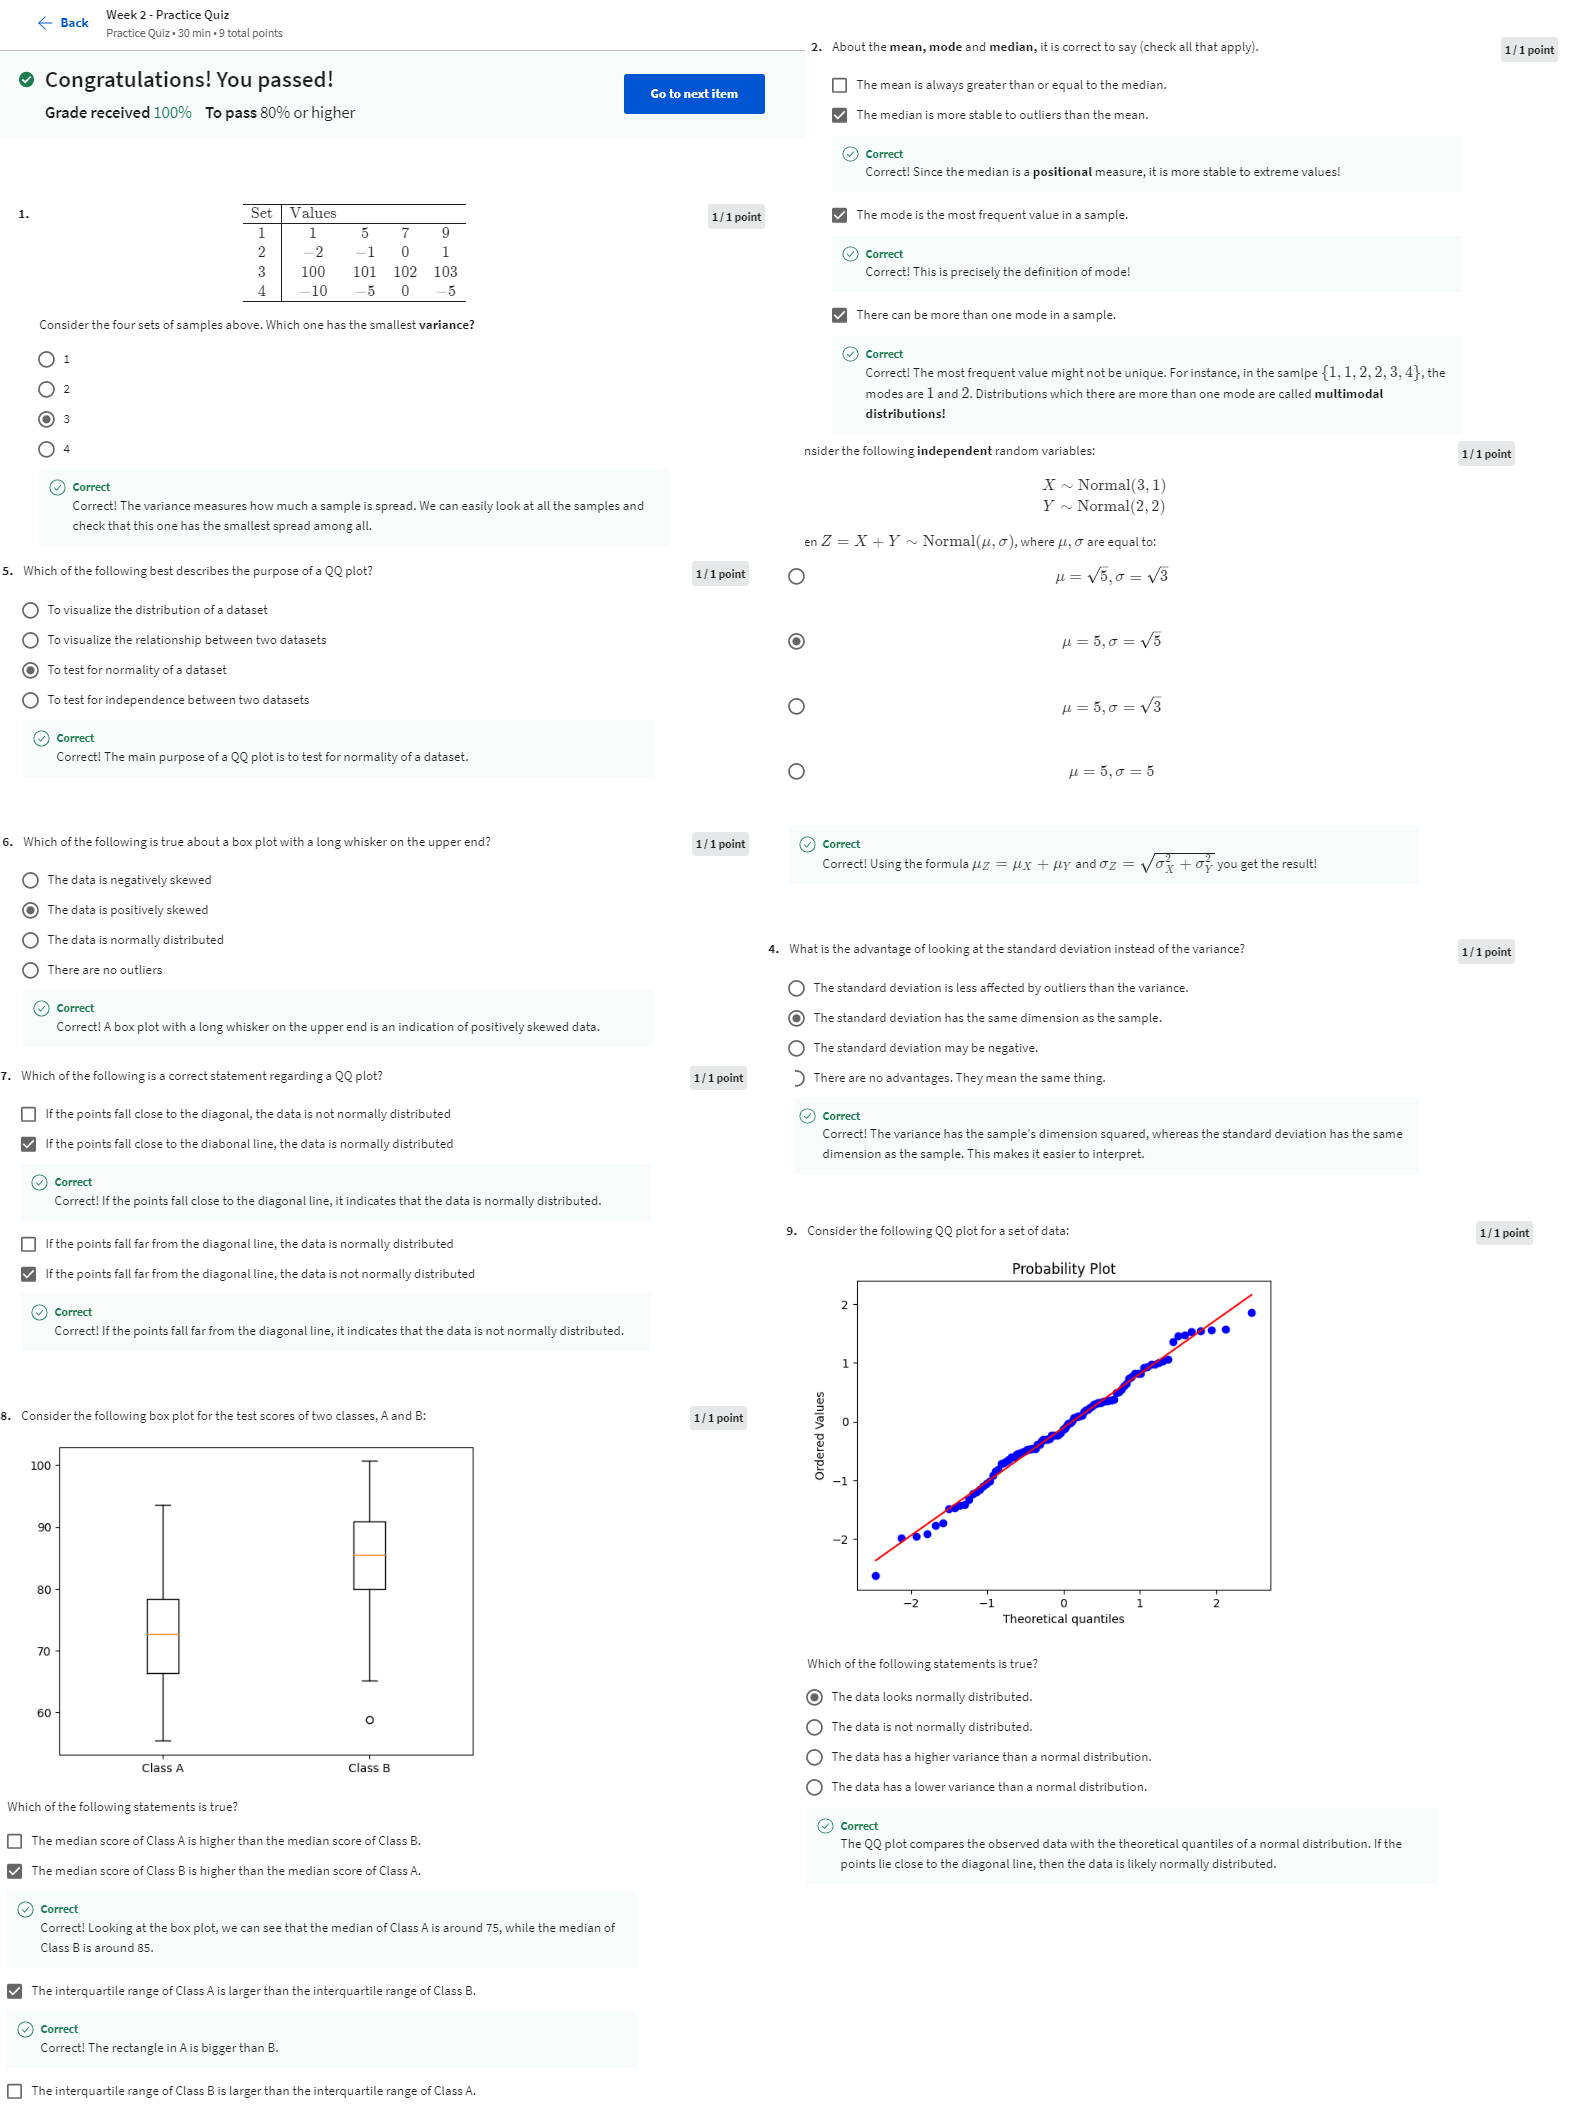 Back
Week 2 - Practice Quiz
Practice Quiz • 30 min • 9 total points
Congratulations! You passed!
Grade received 100% To pass 80% or higher
Go to next item
1.
1 / 1 point
Set Values
1 1 5 7 9
2 −2 −1 0 1
3 100 101 102 103
4 −10 −5 0 −5
Consider the four sets of samples above. Which one has the smallest variance?
1
2
3
4
Correct
Correct! The variance measures how much a sample is spread. We can easily look at all the samples and
check that this one has the smallest spread among all.
2. About the mean, mode and median, it is correct to say (check all that apply).
1 / 1 point
The mean is always greater than or equal to the median.
The median is more stable to outliers than the mean.
Correct
Correct! Since the median is a positional measure, it is more stable to extreme values!
The mode is the most frequent value in a sample.
Correct
Correct! This is precisely the definition of mode!
There can be more than one mode in a sample.
Correct
Correct! The most frequent value might not be unique. For instance, in the samlpe {1, 1, 2, 2, 3, 4}, the
modes are 1 and 2. Distributions which there are more than one mode are called multimodal
distributions!
nsider the following independent random variables:
1 / 1 point
X ∼ Normal(3, 1)
Y ∼ Normal(2, 2)
en Z = X + Y ∼ Normal(μ, σ), where μ, σ are equal to:
μ = √5, σ = √3
μ = 5, σ = √5
μ = 5, σ = √3
μ = 5, σ = 5
Correct
Correct! Using the formula μZ = μX + μY and σZ = √(σ²X + σ²Y) you get the result!
4. What is the advantage of looking at the standard deviation instead of the variance?
1 / 1 point
The standard deviation is less affected by outliers than the variance.
The standard deviation has the same dimension as the sample.
The standard deviation may be negative.
There are no advantages. They mean the same thing.
Correct
Correct! The variance has the sample's dimension squared, whereas the standard deviation has the same
dimension as the sample. This makes it easier to interpret.
5. Which of the following best describes the purpose of a QQ plot?
1 / 1 point
To visualize the distribution of a dataset
To visualize the relationship between two datasets
To test for normality of a dataset
To test for independence between two datasets
Correct
Correct! The main purpose of a QQ plot is to test for normality of a dataset.
6. Which of the following is true about a box plot with a long whisker on the upper end?
1 / 1 point
The data is negatively skewed
The data is positively skewed
The data is normally distributed
There are no outliers
Correct
Correct! A box plot with a long whisker on the upper end is an indication of positively skewed data.
7. Which of the following is a correct statement regarding a QQ plot?
1 / 1 point
If the points fall close to the diagonal, the data is not normally distributed
If the points fall close to the diabonal line, the data is normally distributed
Correct
Correct! If the points fall close to the diagonal line, it indicates that the data is normally distributed.
If the points fall far from the diagonal line, the data is normally distributed
If the points fall far from the diagonal line, the data is not normally distributed
Correct
Correct! If the points fall far from the diagonal line, it indicates that the data is not normally distributed.
8. Consider the following box plot for the test scores of two classes, A and B:
1 / 1 point
100
90
80
70
60
Class A Class B
Which of the following statements is true?
The median score of Class A is higher than the median score of Class B.
The median score of Class B is higher than the median score of Class A.
Correct
Correct! Looking at the box plot, we can see that the median of Class A is around 75, while the median of
Class B is around 85.
The interquartile range of Class A is larger than the interquartile range of Class B.
Correct
Correct! The rectangle in A is bigger than B.
The interquartile range of Class B is larger than the interquartile range of Class A.
9. Consider the following QQ plot for a set of data:
1 / 1 point
Probability Plot
Ordered Values
2
1
0
−1
−2
−2 −1 0 1 2
Theoretical quantiles
Which of the following statements is true?
The data looks normally distributed.
The data is not normally distributed.
The data has a higher variance than a normal distribution.
The data has a lower variance than a normal distribution.
Correct
The QQ plot compares the observed data with the theoretical quantiles of a normal distribution. If the
points lie close to the diagonal line, then the data is likely normally distributed.